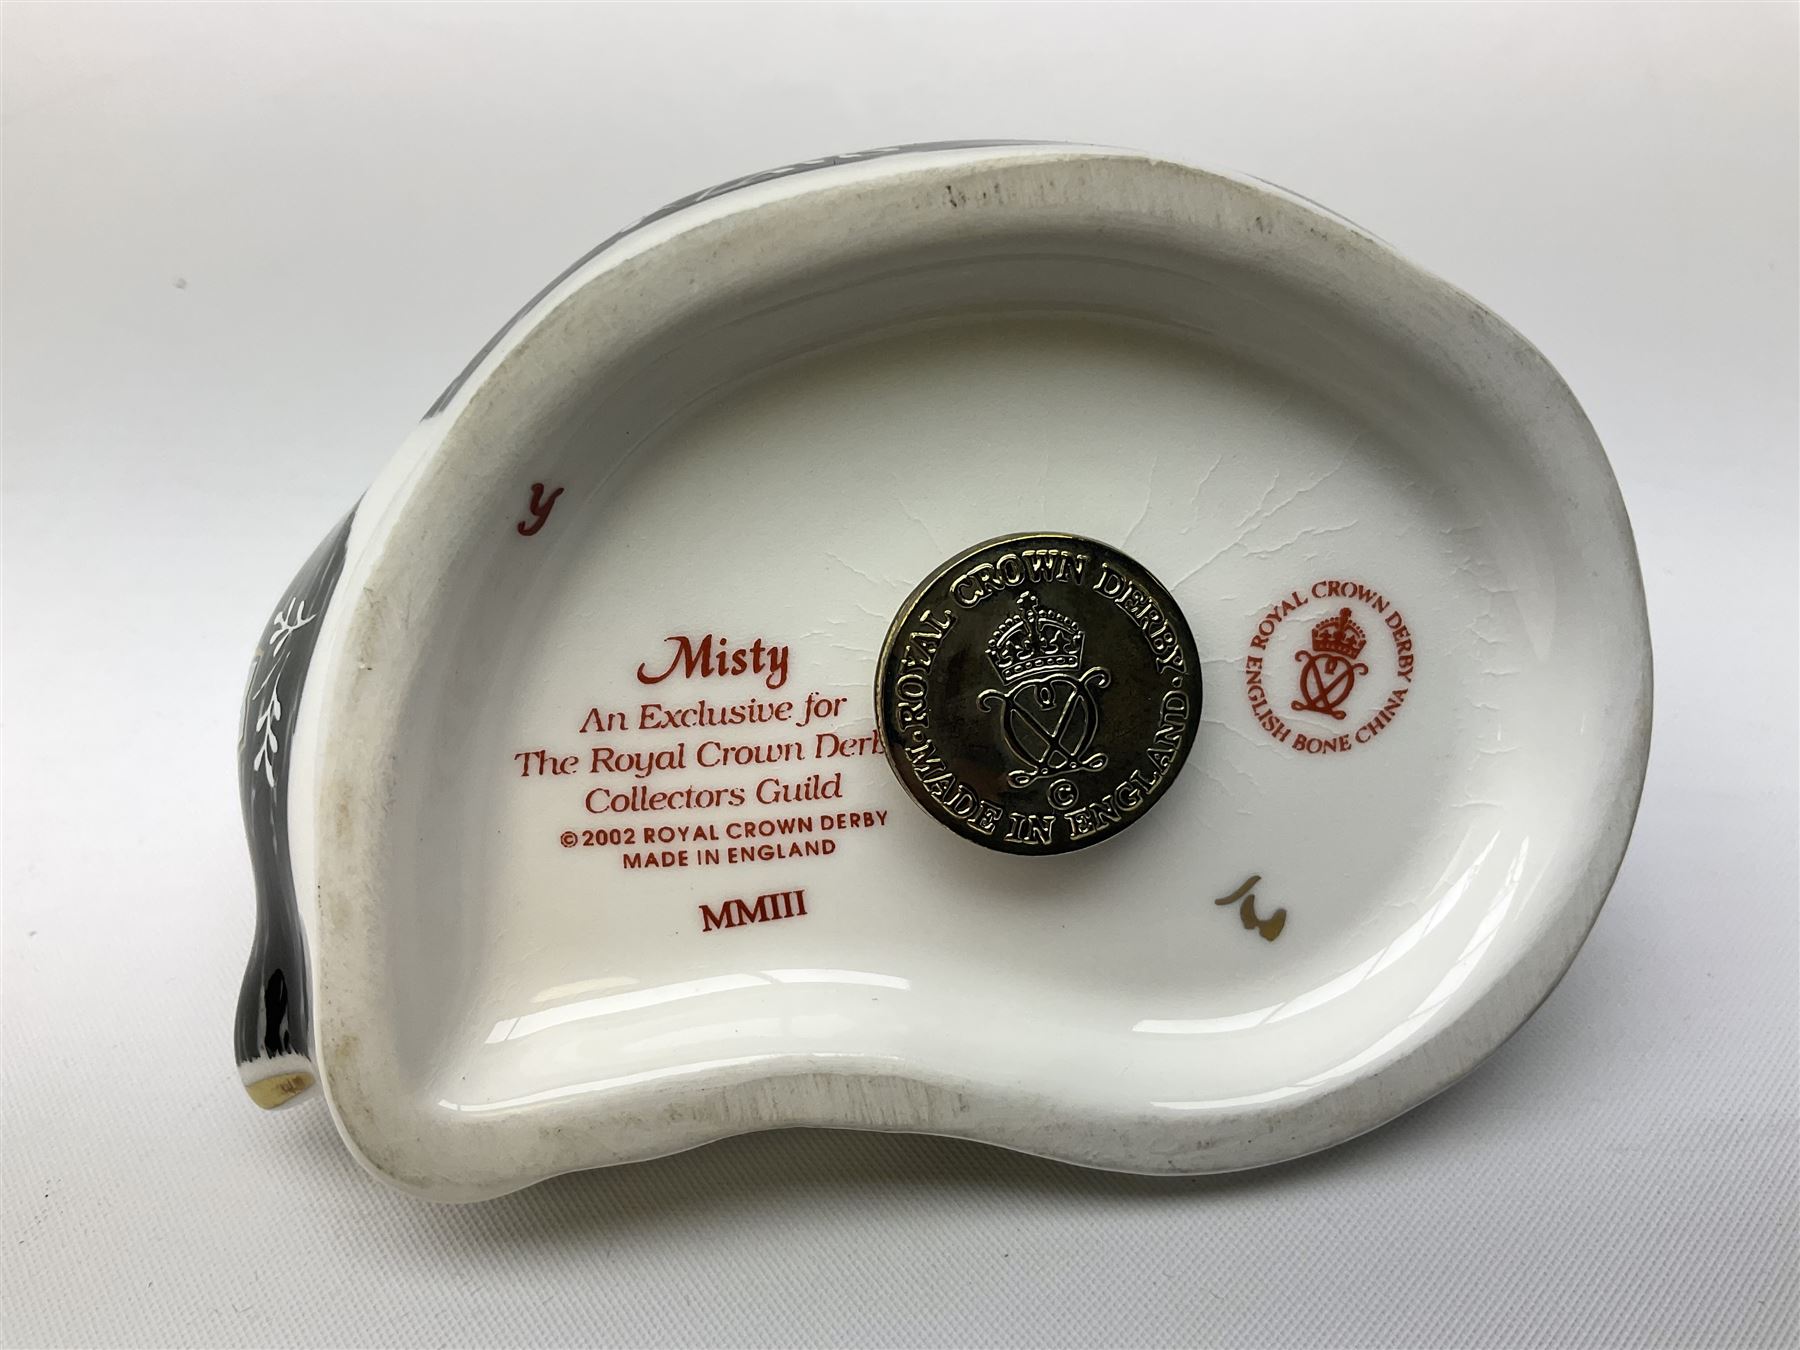 y
Misty
An Exclusive for
The Royal Crown Derb
Collectors Guild
©2002 ROYAL CROWN DERBY
MADE IN ENGLAND
MMIII
·ROYAL CROWN DERBY·
MADE IN ENGLAND
©
ROYAL CROWN DERBY
ENGLISH BONE CHINA